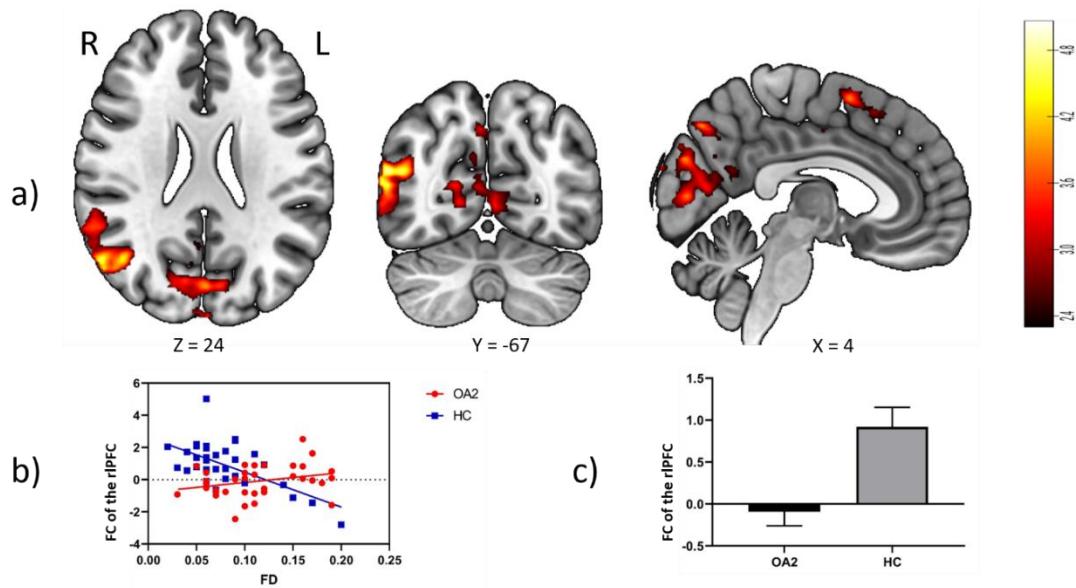 R L
a)
Z = 24
Y = -67
X = 4
4.8
4.2
3.6
3.0
2.4
b)
FC of the rlPFC
6
4
2
0
-2
-4
0.00 0.05 0.10 0.15 0.20 0.25
FD
OA2
HC
c)
FC of the rlPFC
1.5
1.0
0.5
0.0
-0.5
OA2 HC